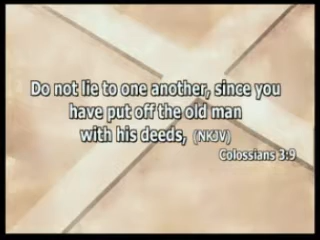 Do not lie to one another, since you
have put off the old man
with his deeds, (NKJV)
Colossians 3:9